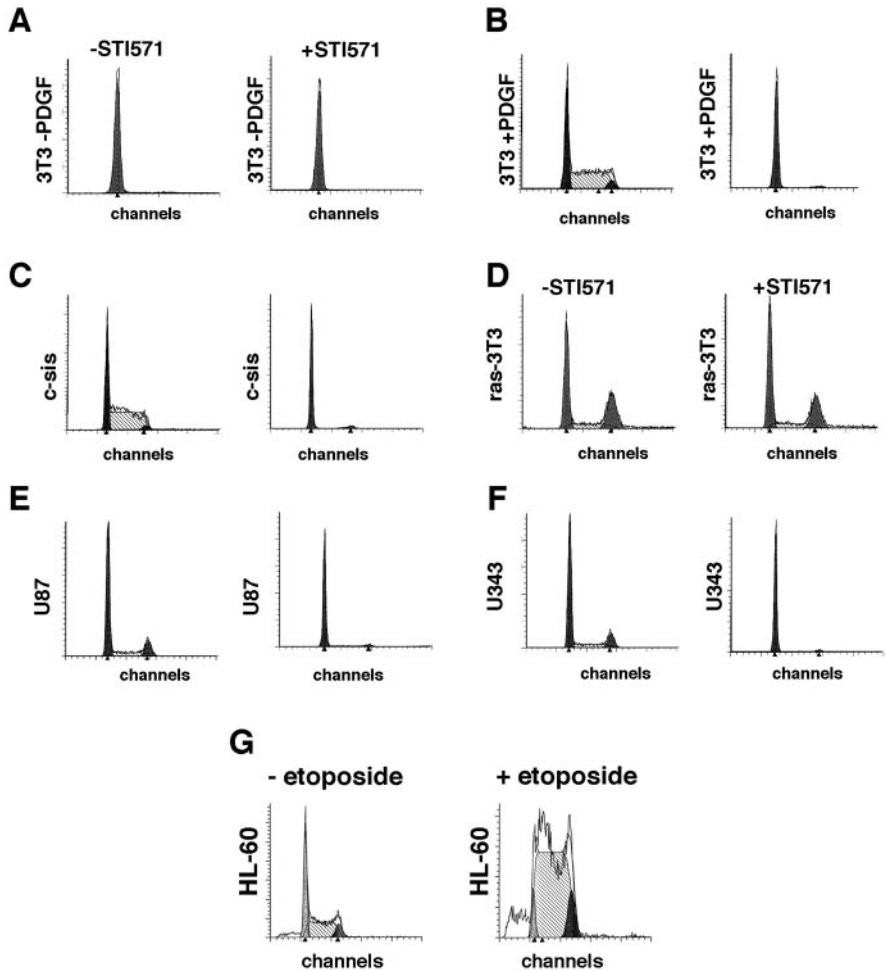 A
-STI571
+STI571
3T3 -PDGF
channels
3T3 -PDGF
channels
B
3T3 +PDGF
channels
3T3 +PDGF
channels
C
c-sis
channels
c-sis
channels
D
-STI571
+STI571
ras-3T3
channels
ras-3T3
channels
E
U87
channels
U87
channels
F
U343
channels
U343
channels
G
- etoposide
+ etoposide
HL-60
channels
HL-60
channels